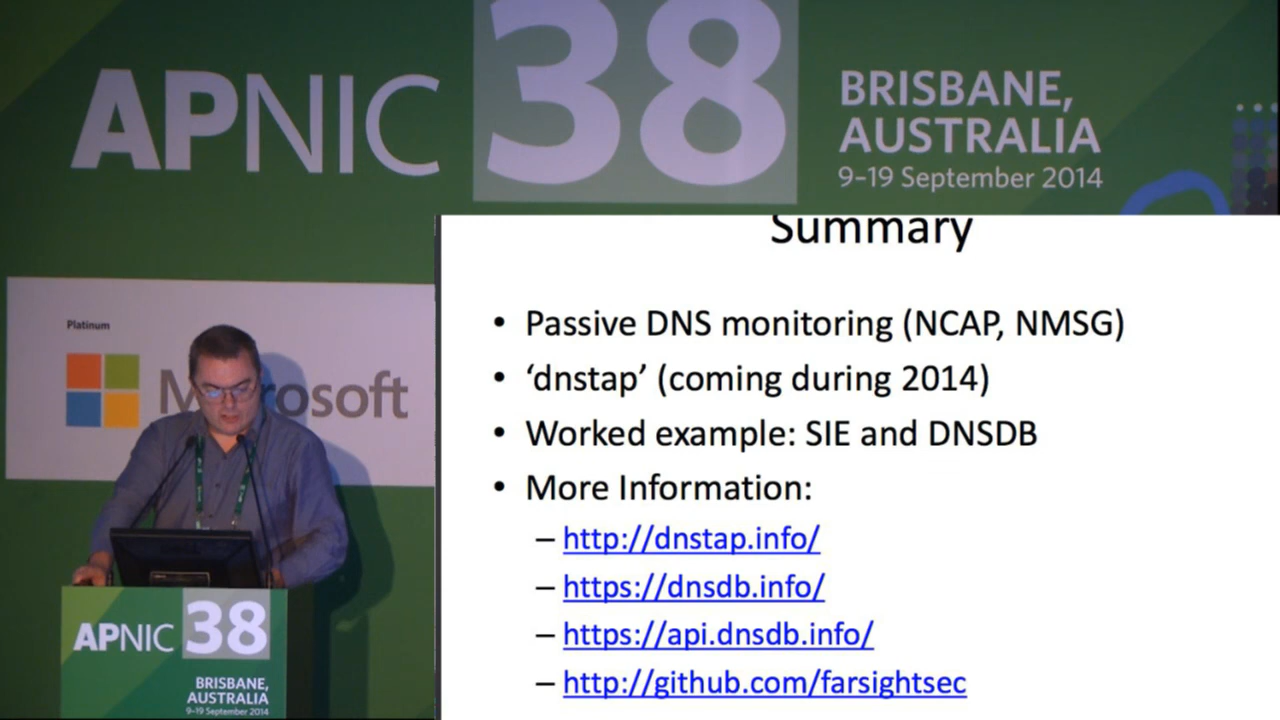 APNIC 38
BRISBANE,
AUSTRALIA
9–19 September 2014
Summary
• Passive DNS monitoring (NCAP, NMSG)
• ‘dnstap’ (coming during 2014)
• Worked example: SIE and DNSDB
• More Information:
– http://dnstap.info/
– https://dnsdb.info/
– https://api.dnsdb.info/
– http://github.com/farsightsec
Platinum
Microsoft
APNIC 38
BRISBANE,
AUSTRALIA
9–19 September 2014